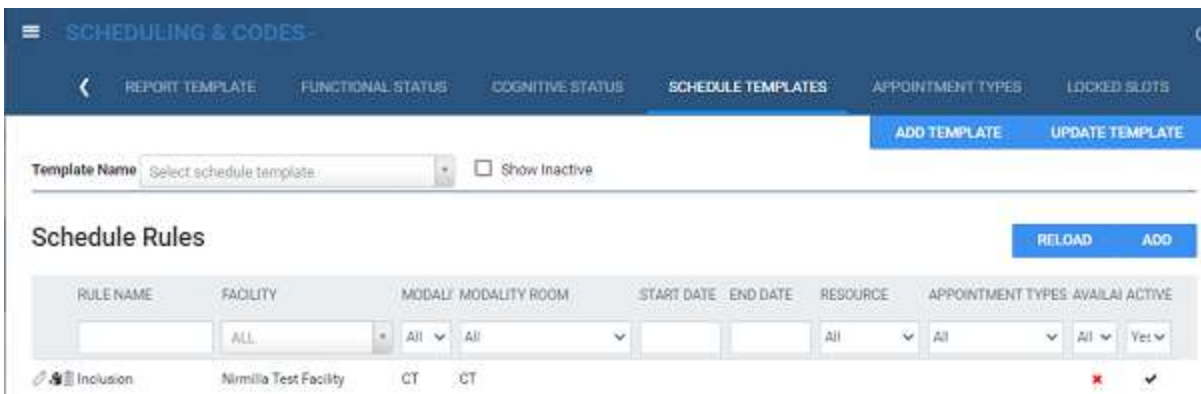 SCHEDULING & CODES
REPORT TEMPLATE FUNCTIONAL STATUS COGNITIVE STATUS SCHEDULE TEMPLATES APPOINTMENT TYPES LOCKED SLOTS
ADD TEMPLATE UPDATE TEMPLATE
Template Name Select schedule template Show Inactive
Schedule Rules
RELOAD ADD
RULE NAME FACILITY MODALI MODALITY ROOM START DATE END DATE RESOURCE APPOINTMENT TYPES AVAILAI ACTIVE
ALL All All All All All Yes
Inclusion Nirmilla Test Facility CT CT